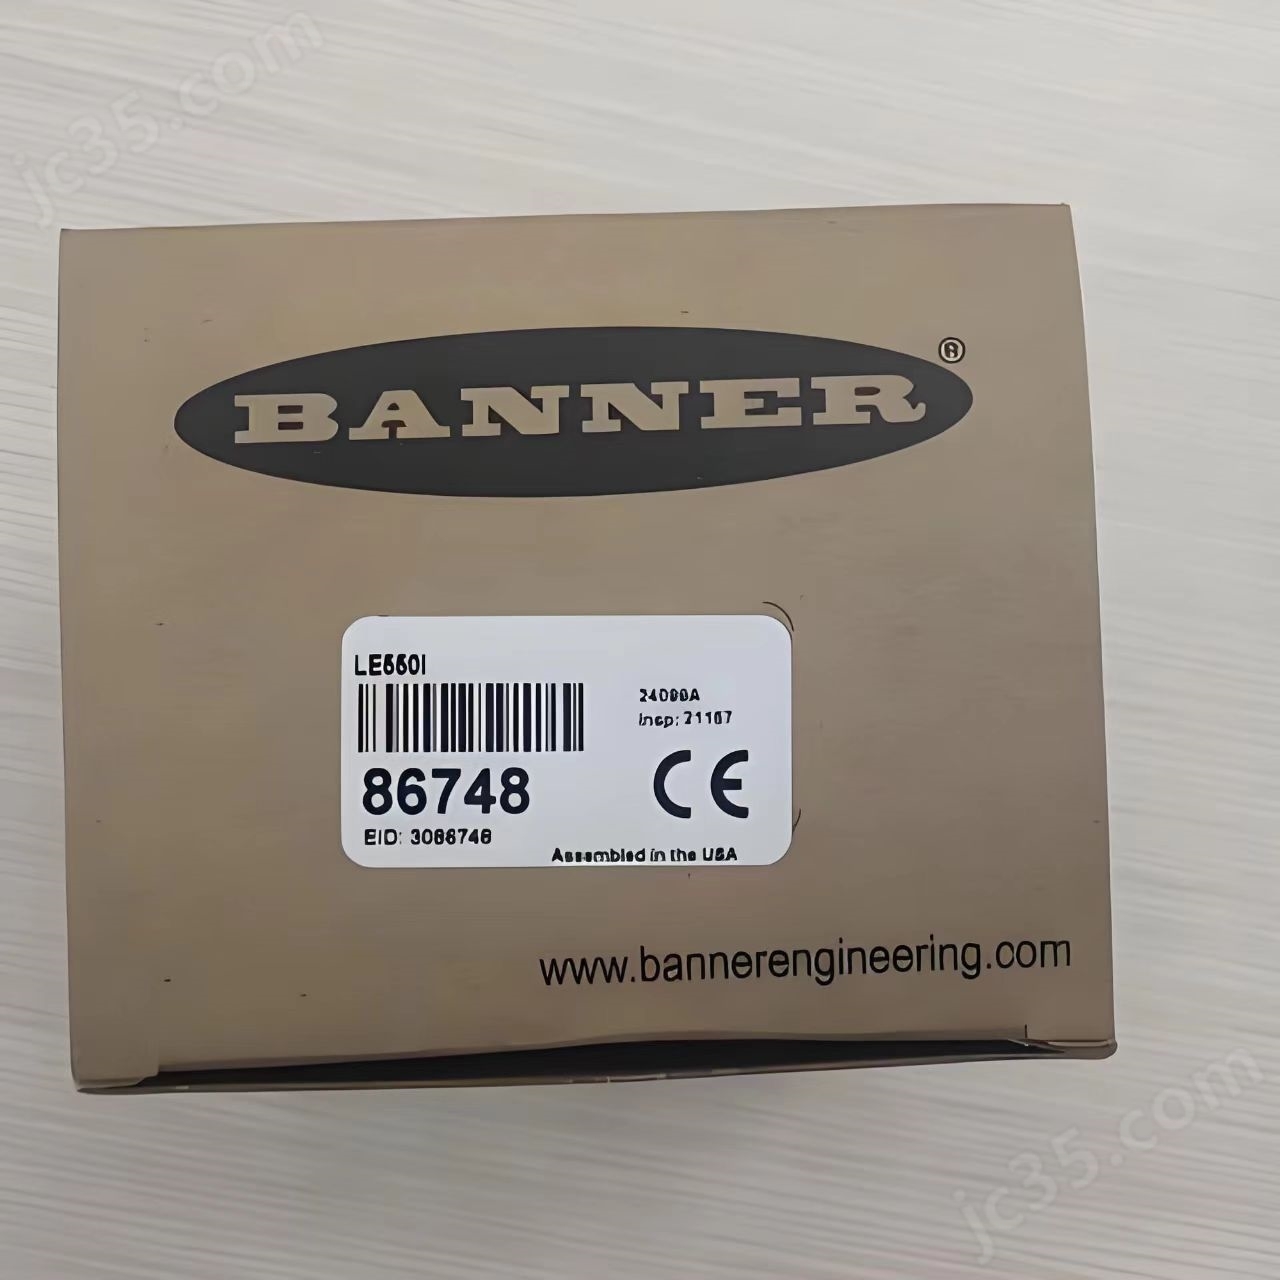 jc35.com
BANNER®
LE550I
24090A
Insp: 21167
86748
CE
EID: 3086748
Assembled in the USA
www.bannerengineering.com
jc35.com